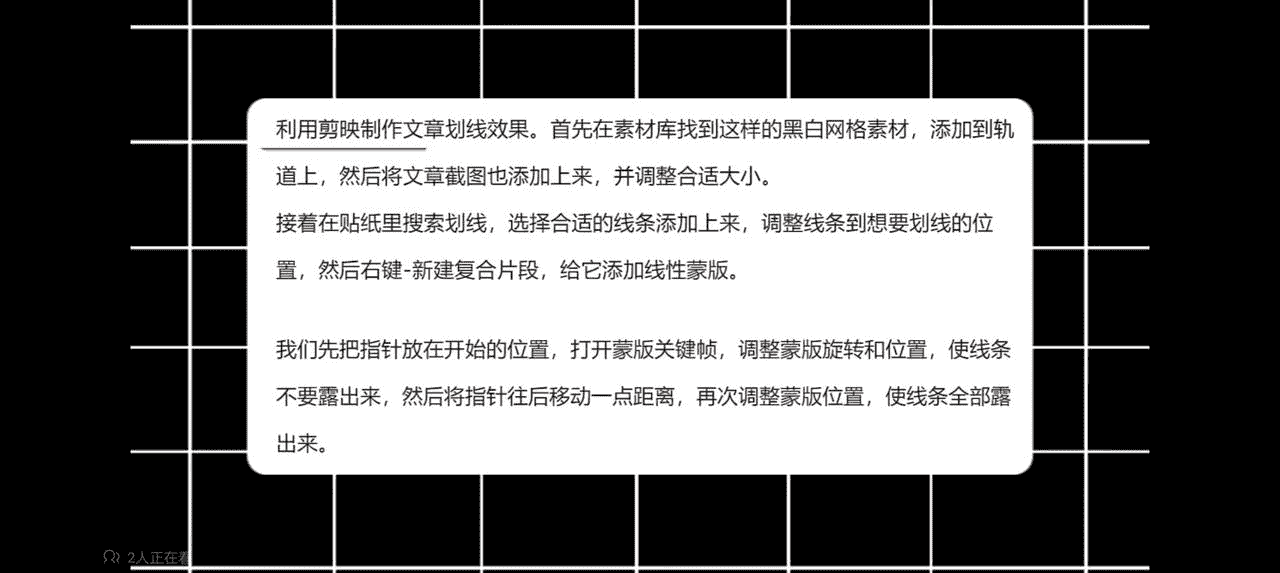 利用剪映制作文章划线效果。首先在素材库找到这样的黑白网格素材，添加到轨
道上，然后将文章截图也添加上来，并调整合适大小。
接着在贴纸里搜索划线，选择合适的线条添加上来，调整线条到想要划线的位
置，然后右键-新建复合片段，给它添加线性蒙版。
我们先把指针放在开始的位置，打开蒙版关键帧，调整蒙版旋转和位置，使线条
不要露出来，然后将指针往后移动一点距离，再次调整蒙版位置，使线条全部露
出来。
2人正在看